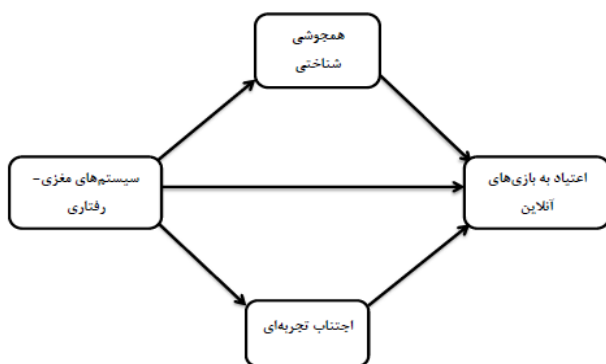 همجوشی
شناختی
سیستم‌های مغزی-
رفتاری
اعتیاد به بازی‌های
آنلاین
اجتناب تجربه‌ای